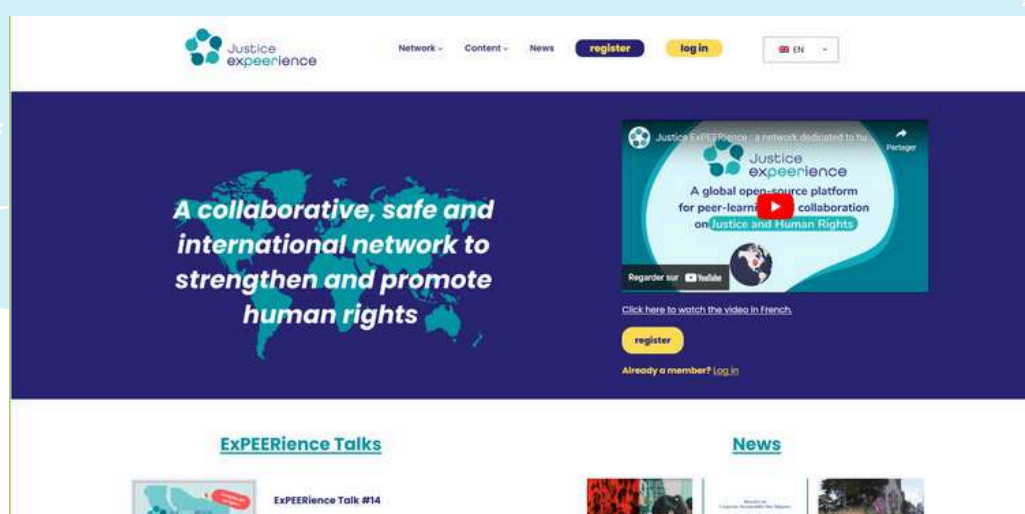 Justice
expeerience
Network
Content
News
register
log in
EN
A collaborative, safe and
international network to
strengthen and promote
human rights
Justice ExPEERience : a network dedicated to hu...
Partager
Justice
expeerience
A global open-source platform
for peer-learni collaboration
on Justice and Human Rights
Regarder sur YouTube
Click here to watch the video in French.
register
Already a member? Log in
ExPEERience Talks
News
ExPEERience Talk #14